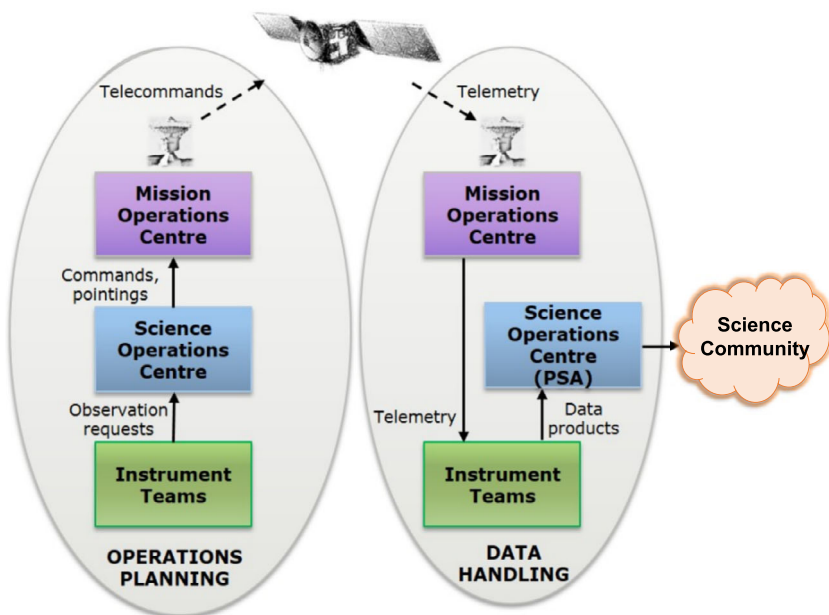 Telecommands
Mission
Operations
Centre
Commands,
pointings
Science
Operations
Centre
Observation
requests
Instrument
Teams
OPERATIONS
PLANNING
Telemetry
Mission
Operations
Centre
Science
Operations
Centre
(PSA)
Telemetry
Data
products
Instrument
Teams
DATA
HANDLING
Science
Community